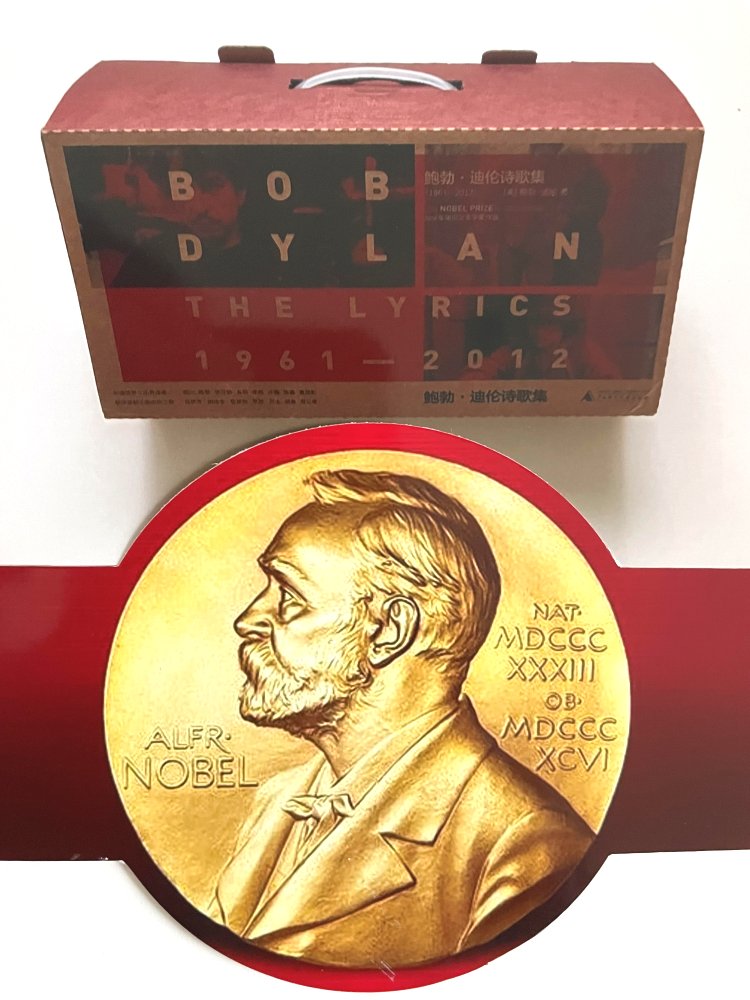 BOB
鲍勃·迪伦诗歌集
NOBEL PRIZE
DYLAN
THE LYRICS
1961—2012
鲍勃·迪伦诗歌集
ALFR·
NOBEL
NAT·
MDCCC
XXXIII
OB·
MDCCC
XCVI